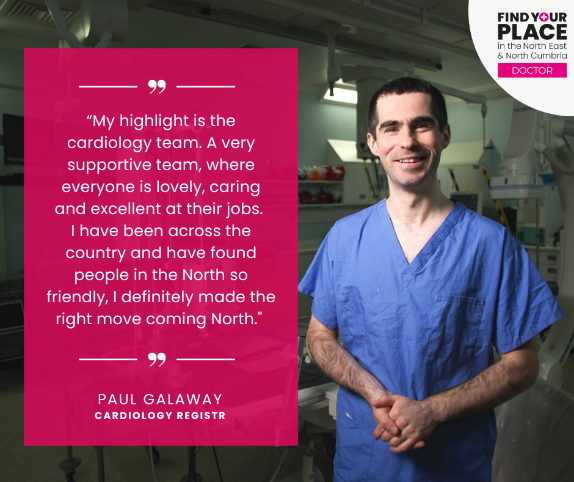 FIND YOUR
PLACE
in the North East
& North Cumbria
DOCTOR
“My highlight is the
cardiology team. A very
supportive team, where
everyone is lovely, caring
and excellent at their jobs.
I have been across the
country and have found
people in the North so
friendly, I definitely made the
right move coming North."
PAUL GALAWAY
CARDIOLOGY REGISTR